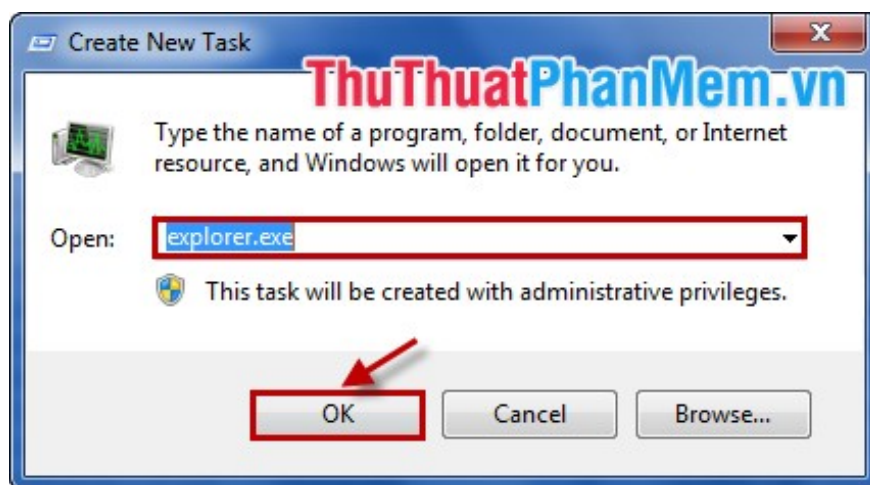 Create New Task
ThuThuatPhanMem.vn
Type the name of a program, folder, document, or Internet
resource, and Windows will open it for you.
Open: explorer.exe
This task will be created with administrative privileges.
OK Cancel Browse...